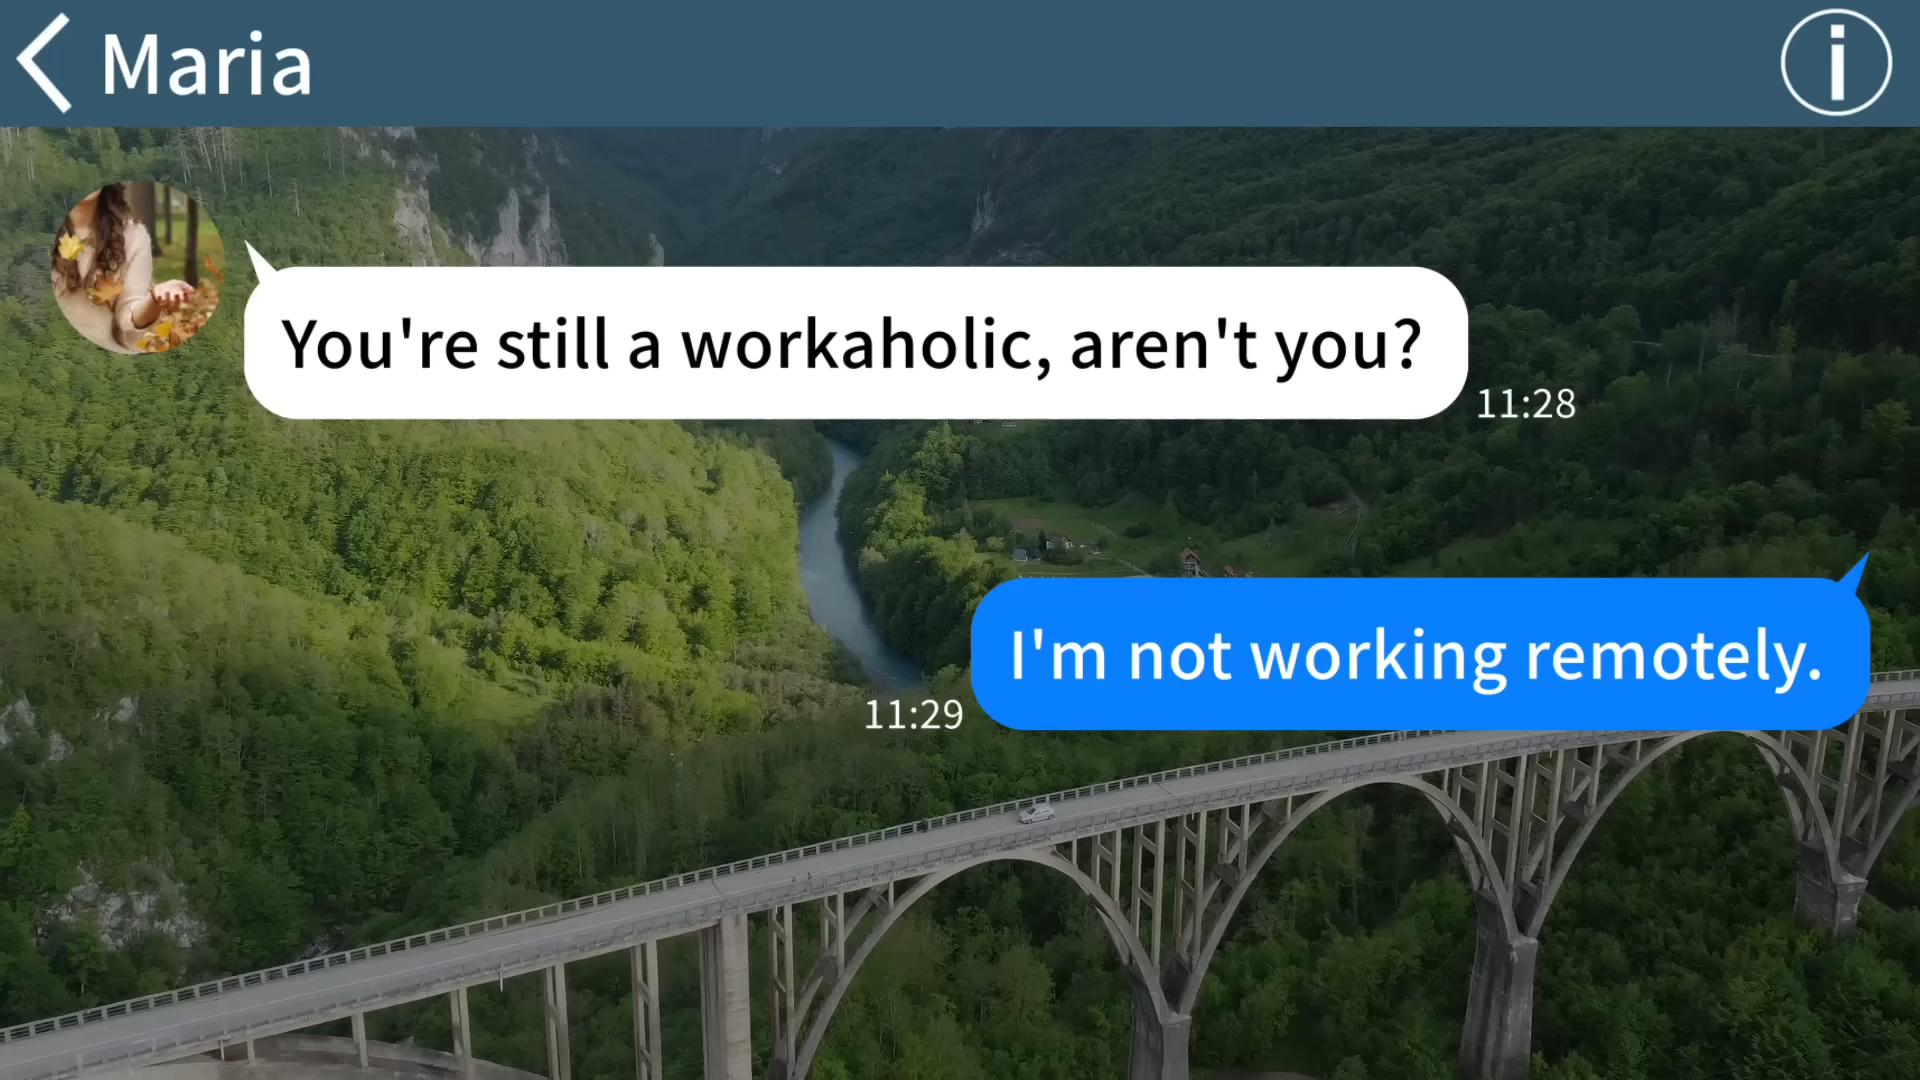 Maria
You're still a workaholic, aren't you?
11:28
I'm not working remotely.
11:29